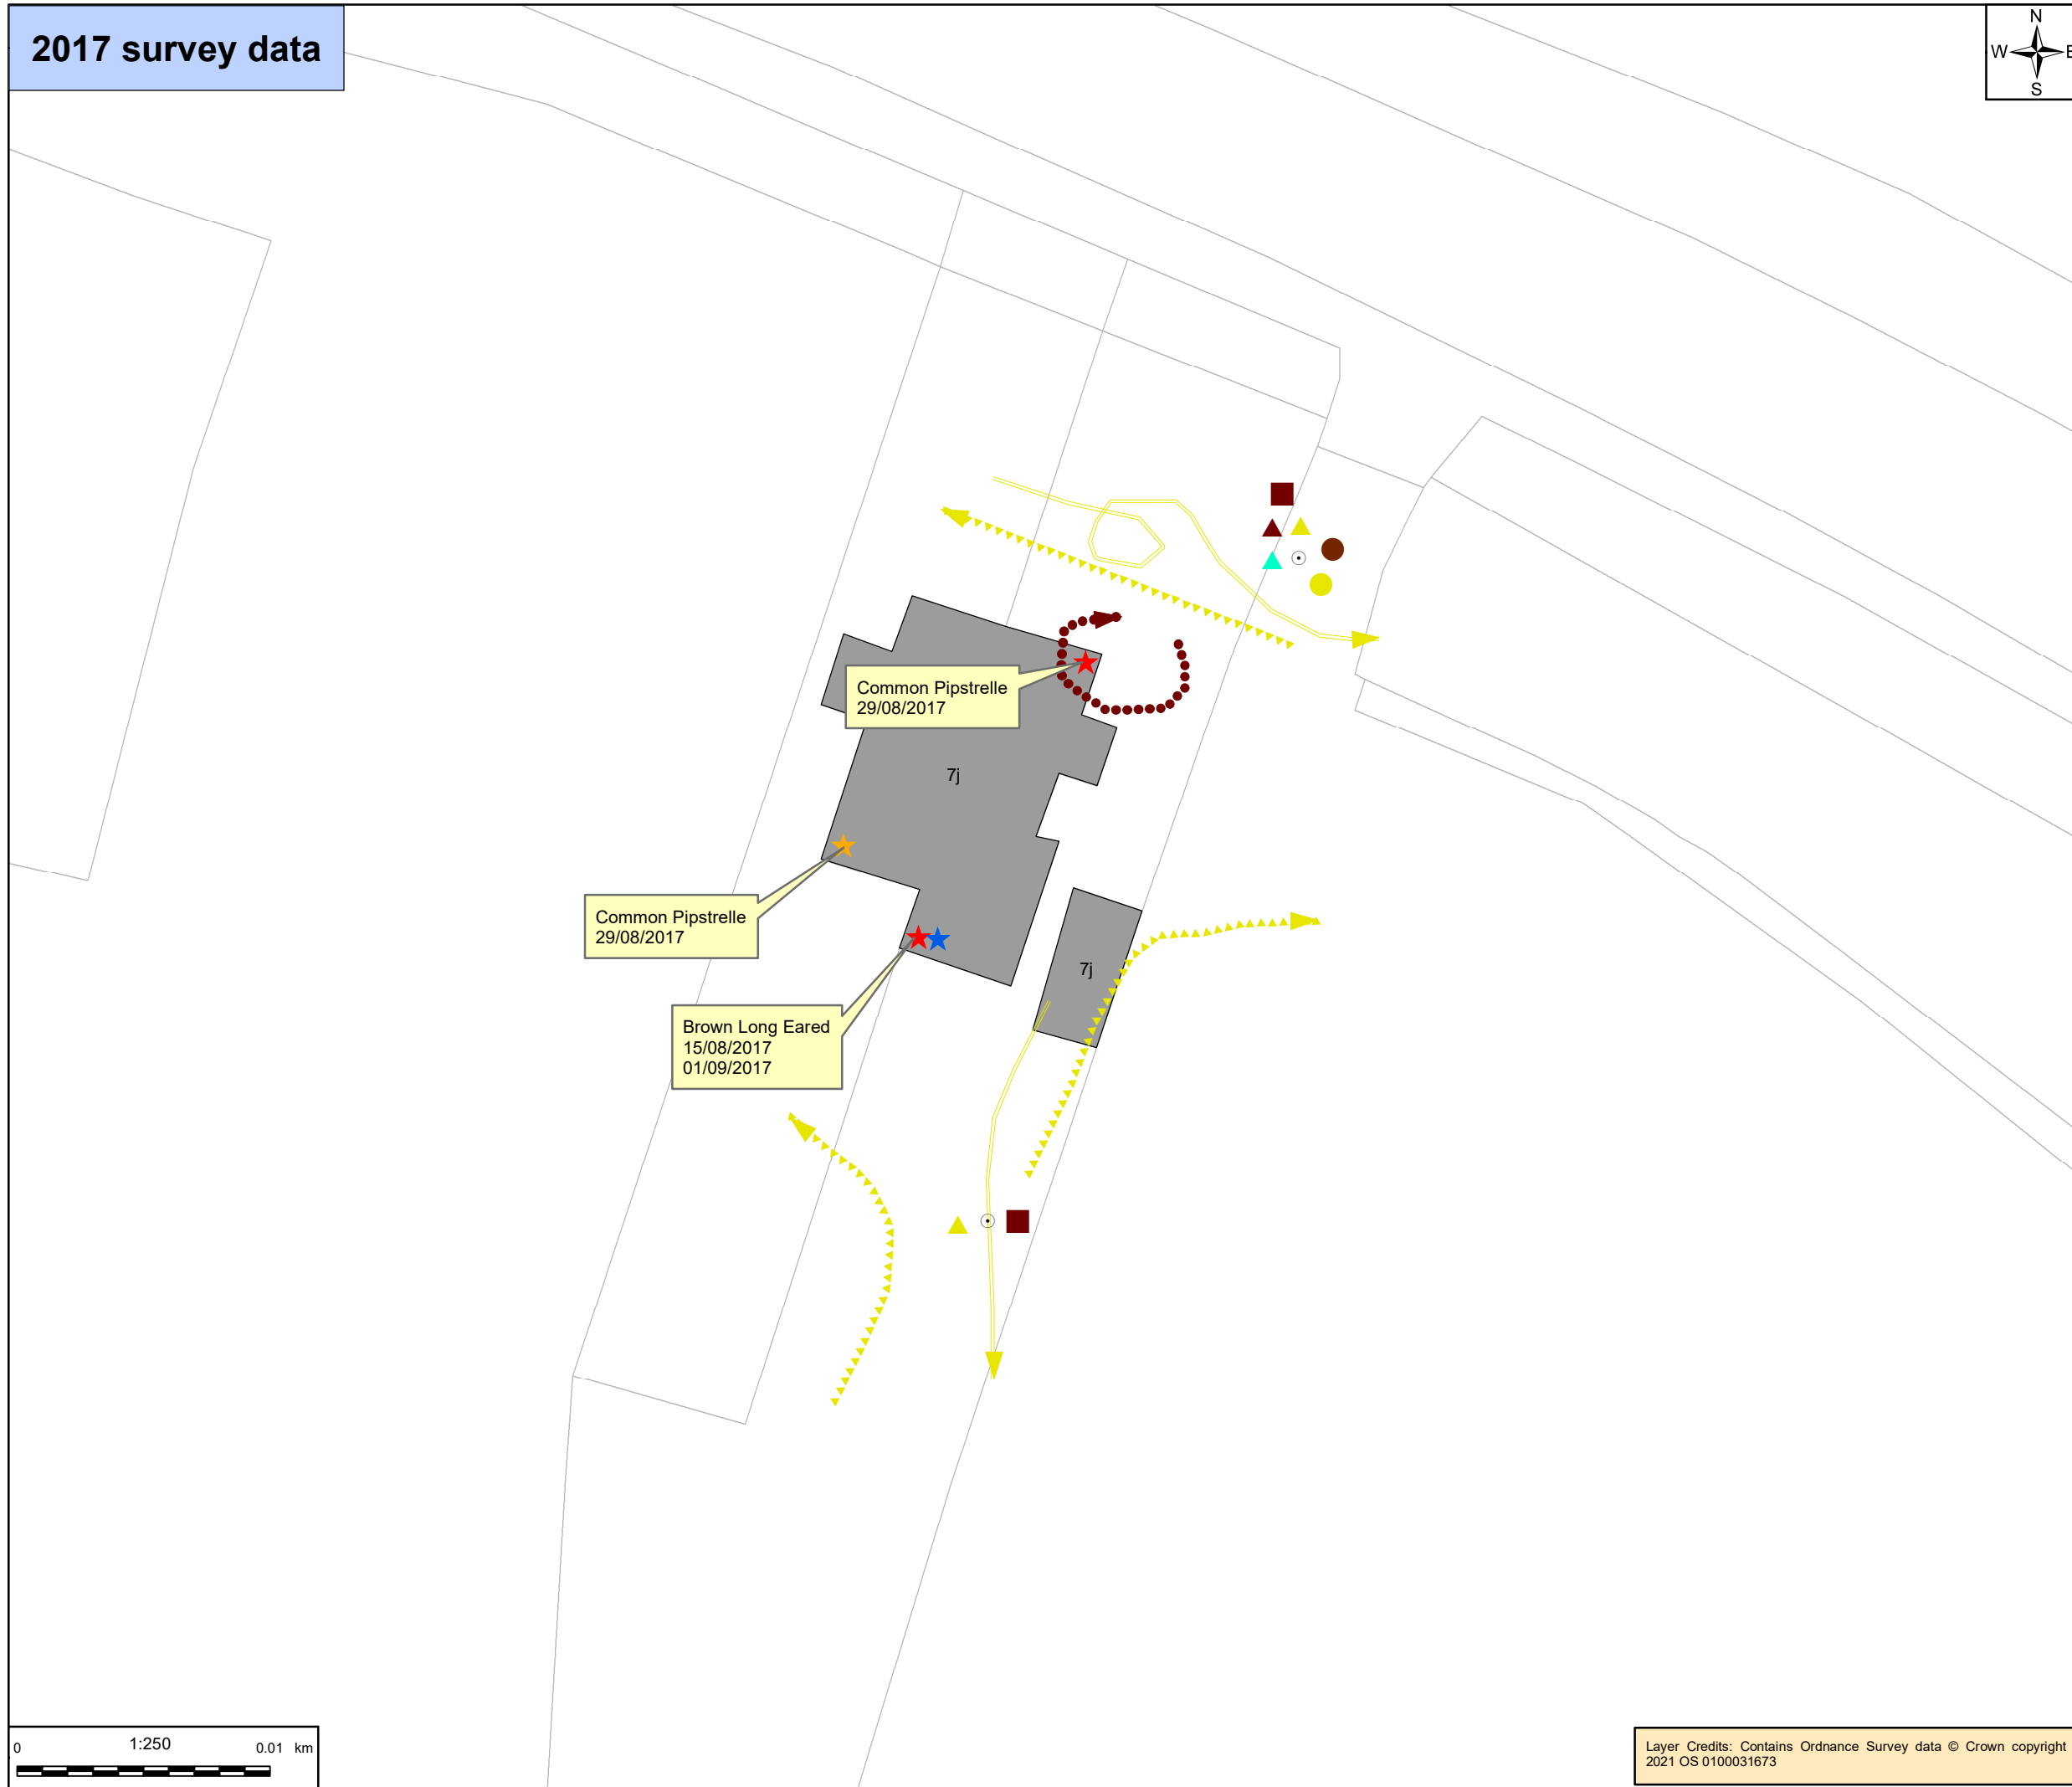 2017 survey data
N
W E
S
Common Pipstrelle
29/08/2017
7j
Common Pipstrelle
29/08/2017
7j
Brown Long Eared
15/08/2017
01/09/2017
0 1:250 0.01 km
Layer Credits: Contains Ordnance Survey data © Crown copyright
2021 OS 0100031673